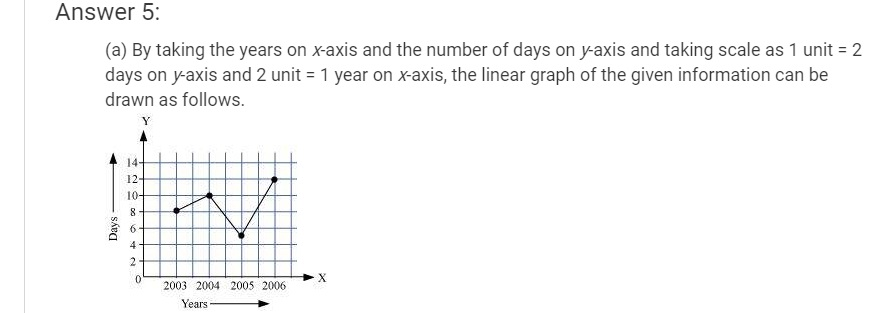 Answer 5:
(a) By taking the years on x-axis and the number of days on y-axis and taking scale as 1 unit = 2
days on y-axis and 2 unit = 1 year on x-axis, the linear graph of the given information can be
drawn as follows.
Y
14
12
10
8
6
4
2
0
Days
X
2003 2004 2005 2006
Years